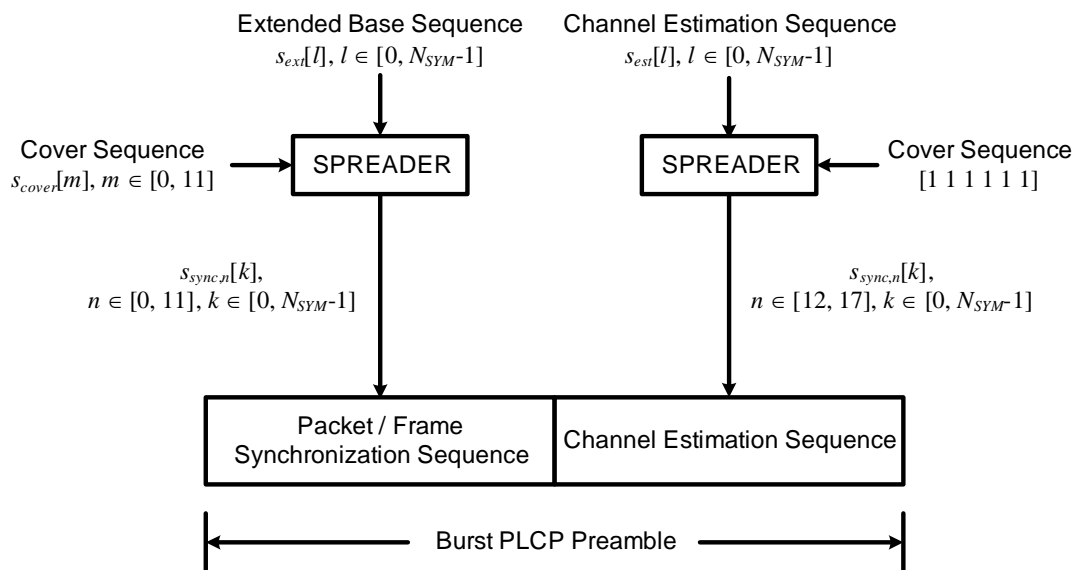 Extended Base Sequence
s_ext[l], l ∈ [0, N_SYM-1]
Channel Estimation Sequence
s_est[l], l ∈ [0, N_SYM-1]
Cover Sequence
s_cover[m], m ∈ [0, 11]
SPREADER
SPREADER
Cover Sequence
[1 1 1 1 1 1]
s_sync,n[k],
n ∈ [0, 11], k ∈ [0, N_SYM-1]
s_sync,n[k],
n ∈ [12, 17], k ∈ [0, N_SYM-1]
Packet / Frame
Synchronization Sequence
Channel Estimation Sequence
Burst PLCP Preamble